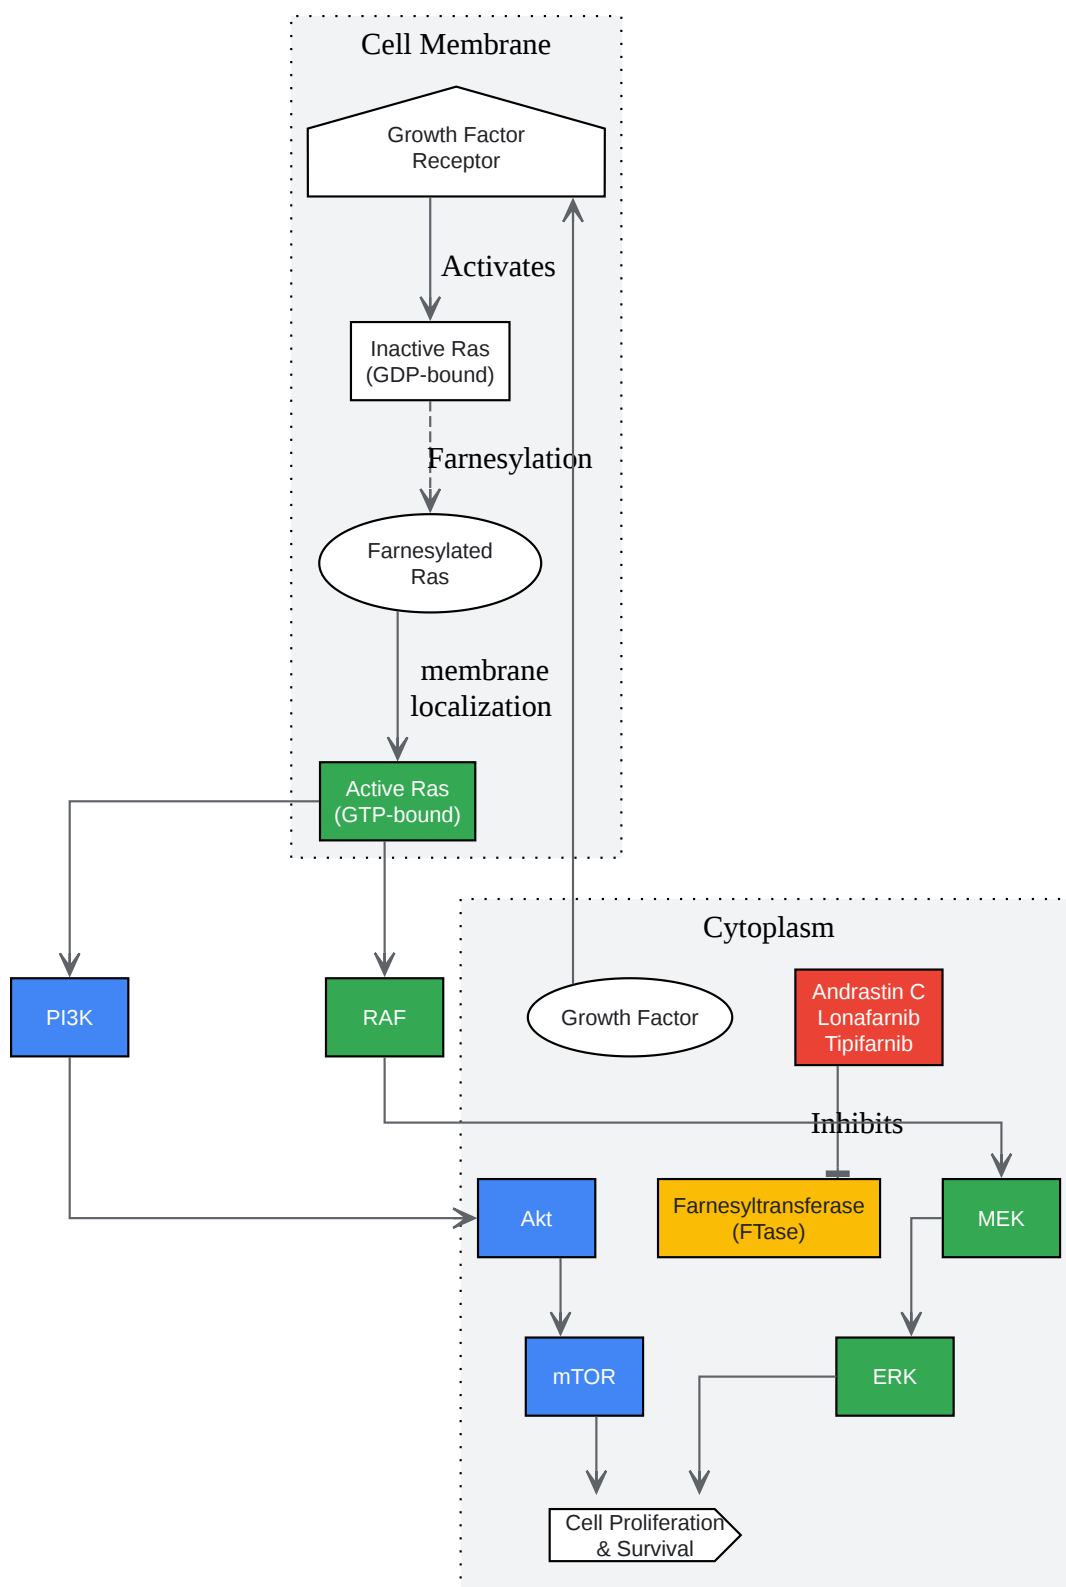 Cell Membrane
Growth Factor
Receptor
Activates
Inactive Ras
(GDP-bound)
Farnesylation
Farnesylated
Ras
membrane
localization
Active Ras
(GTP-bound)
Cytoplasm
PI3K
RAF
Growth Factor
Andrastin C
Lonafarnib
Tipifarnib
Inhibits
Akt
Farnesyltransferase
(FTase)
MEK
mTOR
ERK
Cell Proliferation
& Survival